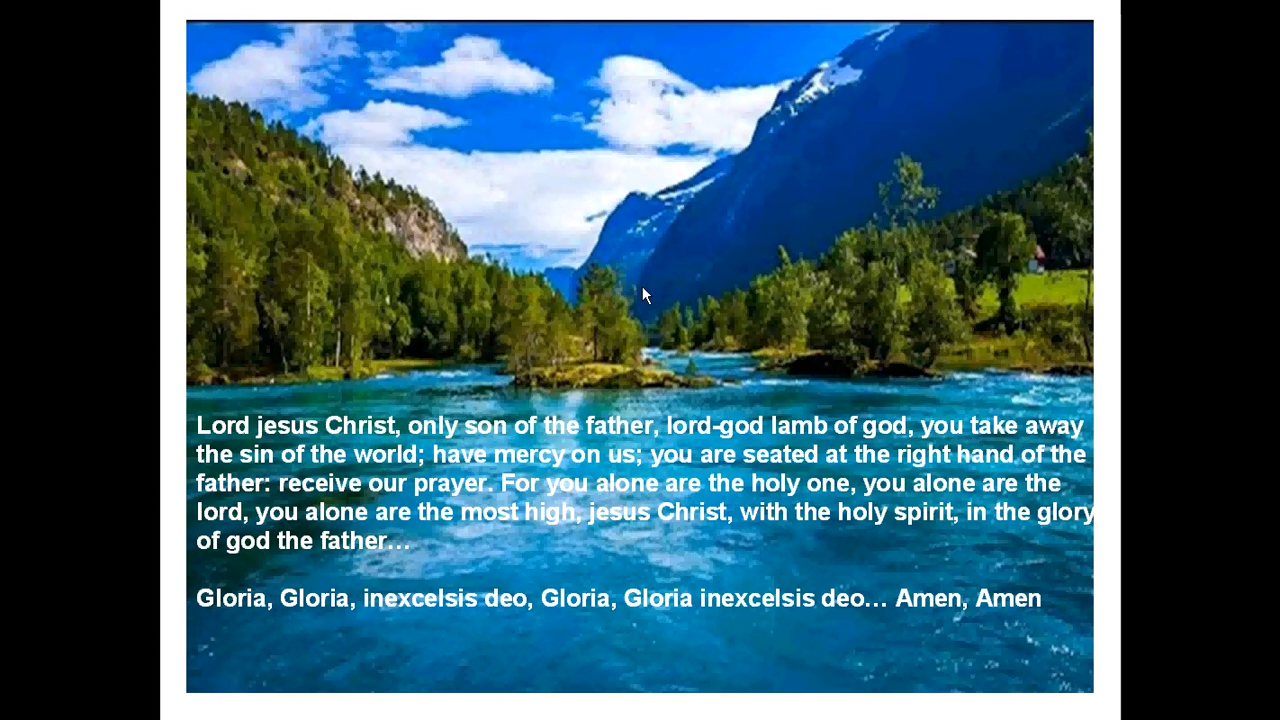 Lord jesus Christ, only son of the father, lord-god lamb of god, you take away
the sin of the world; have mercy on us; you are seated at the right hand of the
father: receive our prayer. For you alone are the holy one, you alone are the
lord, you alone are the most high, jesus Christ, with the holy spirit, in the glory
of god the father…
Gloria, Gloria, inexcelsis deo, Gloria, Gloria inexcelsis deo… Amen, Amen